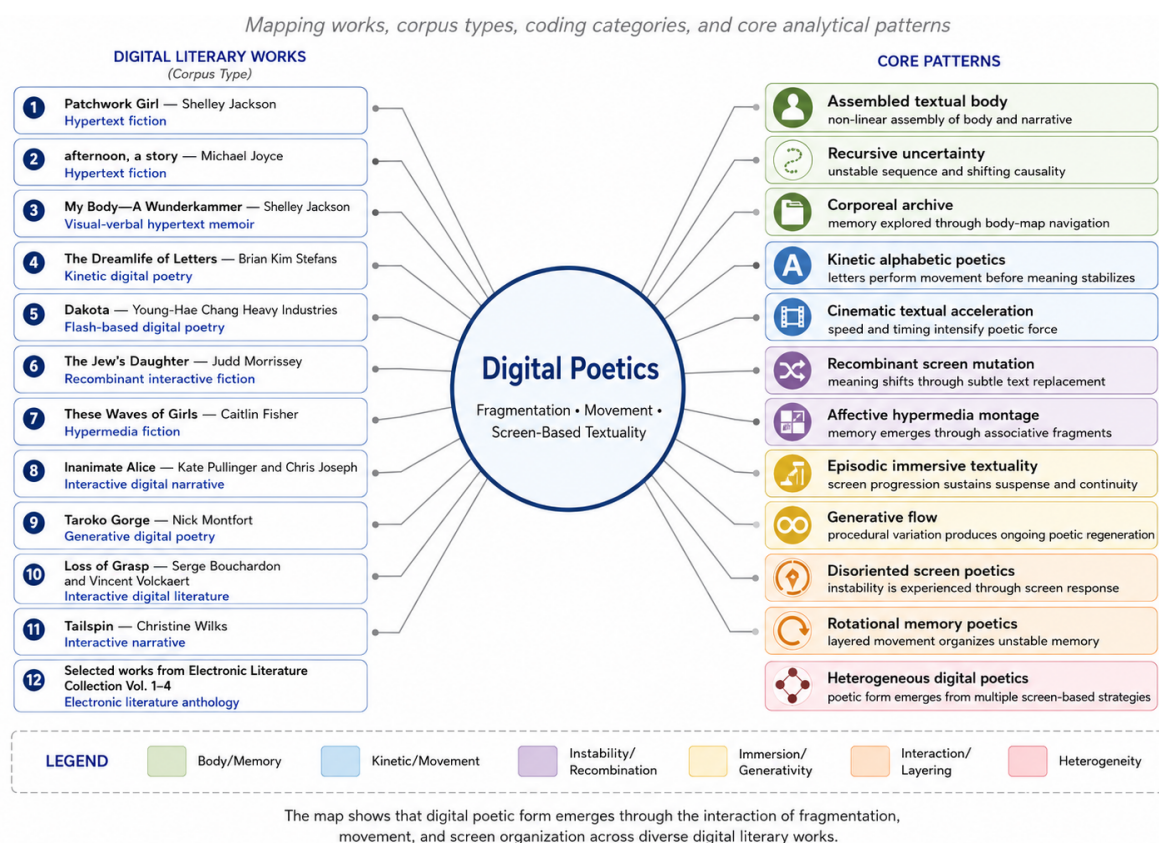 Mapping works, corpus types, coding categories, and core analytical patterns
DIGITAL LITERARY WORKS
(Corpus Type)
1
Patchwork Girl — Shelley Jackson
Hypertext fiction
2
afternoon, a story — Michael Joyce
Hypertext fiction
3
My Body—A Wunderkammer — Shelley Jackson
Visual-verbal hypertext memoir
4
The Dreamlife of Letters — Brian Kim Stefans
Kinetic digital poetry
5
Dakota — Young-Hae Chang Heavy Industries
Flash-based digital poetry
6
The Jew's Daughter — Judd Morrissey
Recombinant interactive fiction
7
These Waves of Girls — Caitlin Fisher
Hypermedia fiction
8
Inanimate Alice — Kate Pullinger and Chris Joseph
Interactive digital narrative
9
Taroko Gorge — Nick Montfort
Generative digital poetry
10
Loss of Grasp — Serge Bouchardon
and Vincent Volckaert
Interactive digital literature
11
Tailspin — Christine Wilks
Interactive narrative
12
Selected works from Electronic Literature
Collection Vol. 1–4
Electronic literature anthology
Digital Poetics
Fragmentation • Movement •
Screen-Based Textuality
CORE PATTERNS
Assembled textual body
non-linear assembly of body and narrative
Recursive uncertainty
unstable sequence and shifting causality
Corporeal archive
memory explored through body-map navigation
A
Kinetic alphabetic poetics
letters perform movement before meaning stabilizes
Cinematic textual acceleration
speed and timing intensify poetic force
Recombinant screen mutation
meaning shifts through subtle text replacement
Affective hypermedia montage
memory emerges through associative fragments
Episodic immersive textuality
screen progression sustains suspense and continuity
Generative flow
procedural variation produces ongoing poetic regeneration
Disoriented screen poetics
instability is experienced through screen response
Rotational memory poetics
layered movement organizes unstable memory
Heterogeneous digital poetics
poetic form emerges from multiple screen-based strategies
LEGEND
Body/Memory
Kinetic/Movement
Instability/
Recombination
Immersion/
Generativity
Interaction/
Layering
Heterogeneity
The map shows that digital poetic form emerges through the interaction of fragmentation,
movement, and screen organization across diverse digital literary works.